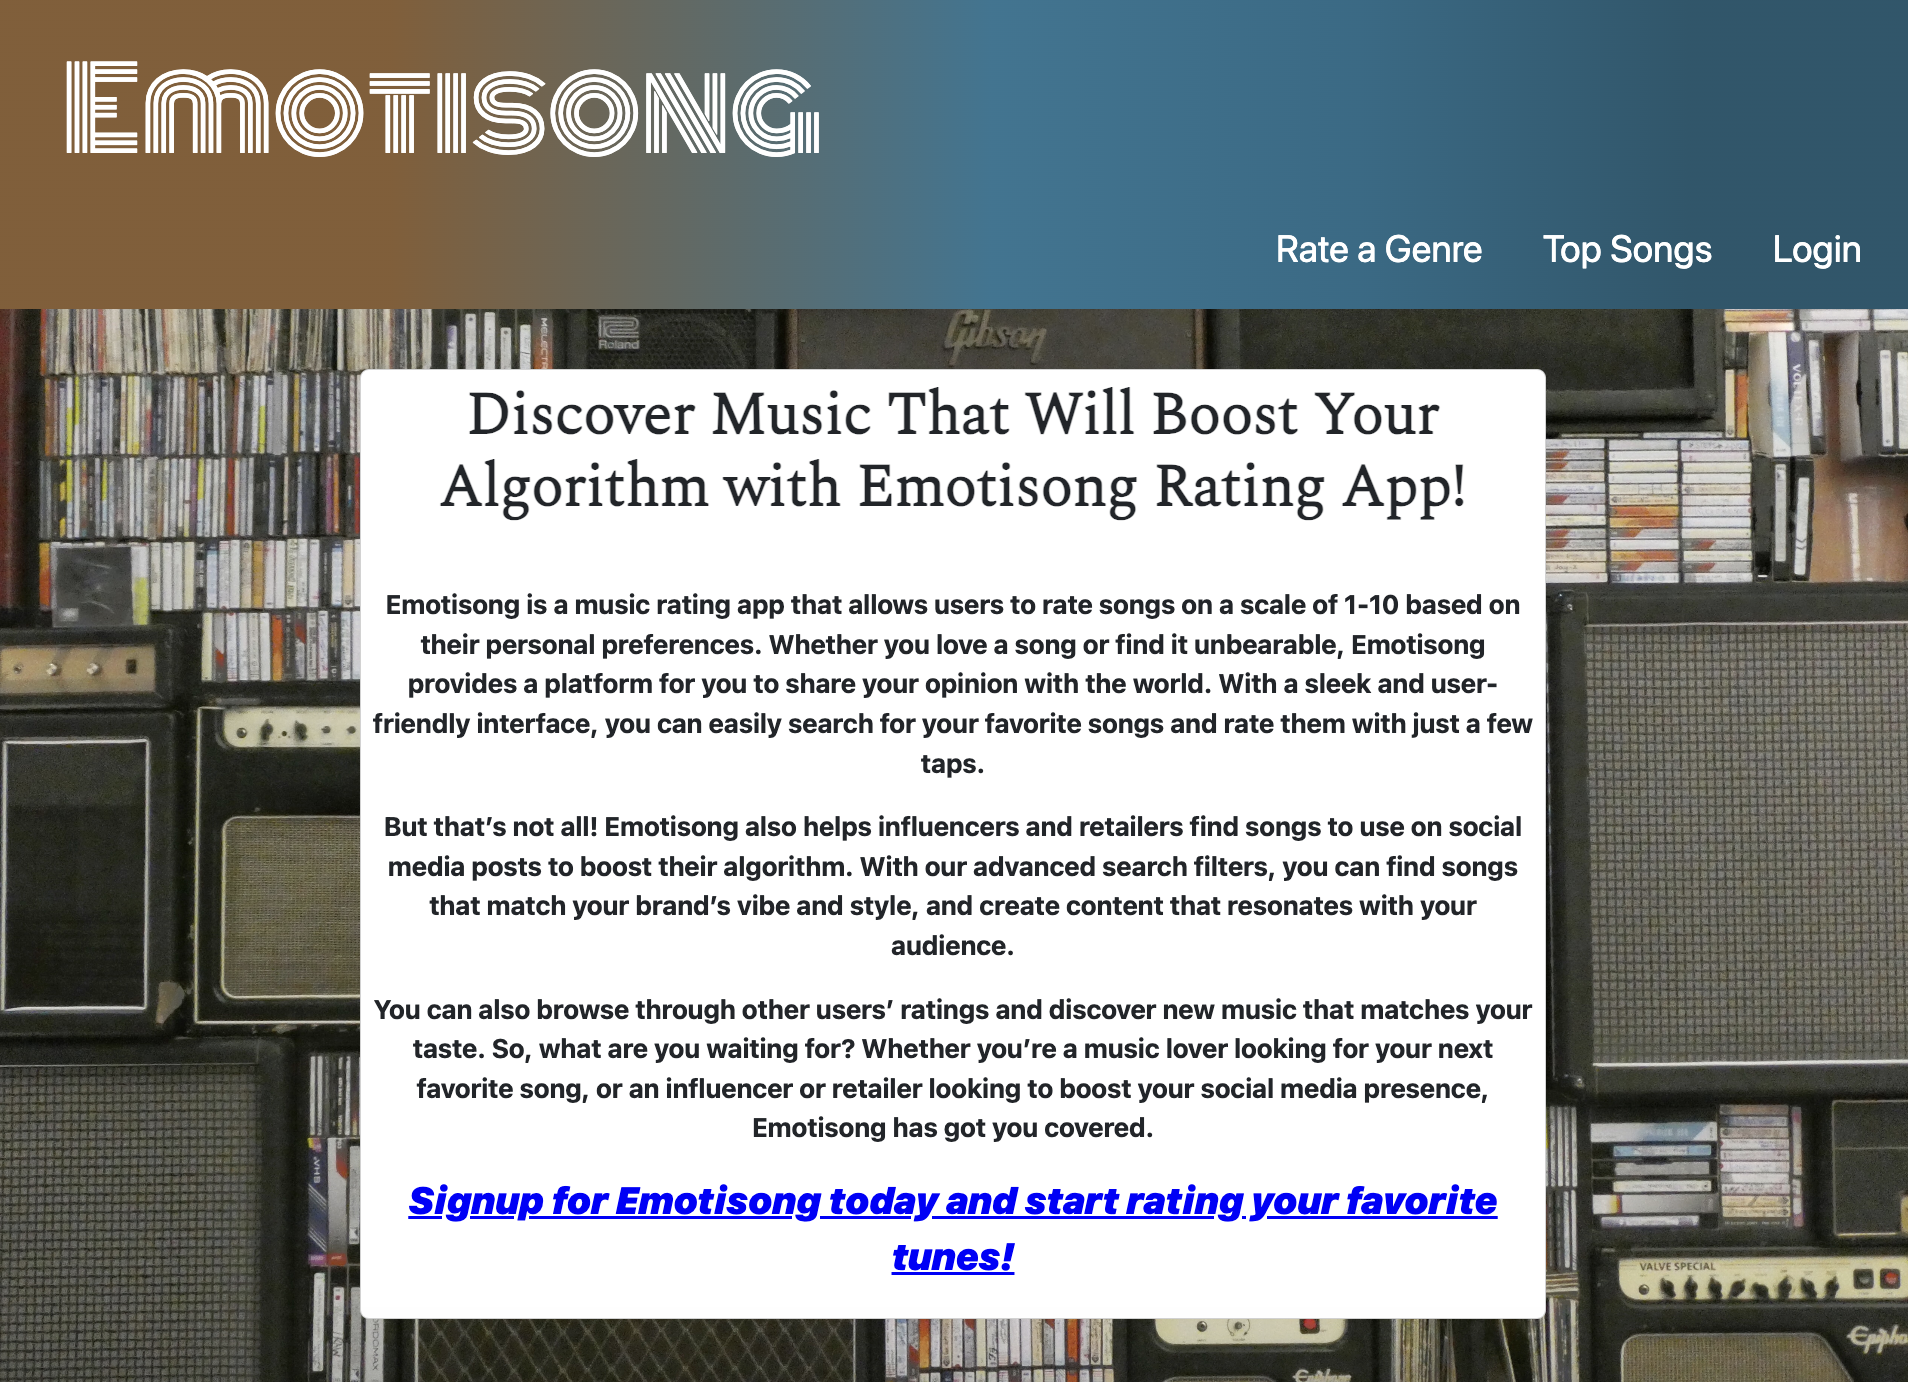 Emotisong
Rate a Genre
Top Songs
Login
Roland
Gibson
Discover Music That Will Boost Your
Algorithm with Emotisong Rating App!
Emotisong is a music rating app that allows users to rate songs on a scale of 1-10 based on
their personal preferences. Whether you love a song or find it unbearable, Emotisong
provides a platform for you to share your opinion with the world. With a sleek and user-
friendly interface, you can easily search for your favorite songs and rate them with just a few
taps.
But that’s not all! Emotisong also helps influencers and retailers find songs to use on social
media posts to boost their algorithm. With our advanced search filters, you can find songs
that match your brand’s vibe and style, and create content that resonates with your
audience.
You can also browse through other users’ ratings and discover new music that matches your
taste. So, what are you waiting for? Whether you’re a music lover looking for your next
favorite song, or an influencer or retailer looking to boost your social media presence,
Emotisong has got you covered.
Signup for Emotisong today and start rating your favorite
tunes!
VALVE SPECIAL